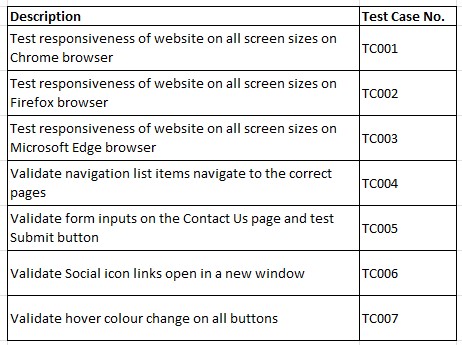 Description Test Case No.
Test responsiveness of website on all screen sizes on
Chrome browser
TC001
Test responsiveness of website on all screen sizes on
Firefox browser
TC002
Test responsiveness of website on all screen sizes on
Microsoft Edge browser
TC003
Validate navigation list items navigate to the correct
pages
TC004
Validate form inputs on the Contact Us page and test
Submit button
TC005
Validate Social icon links open in a new window TC006
Validate hover colour change on all buttons TC007